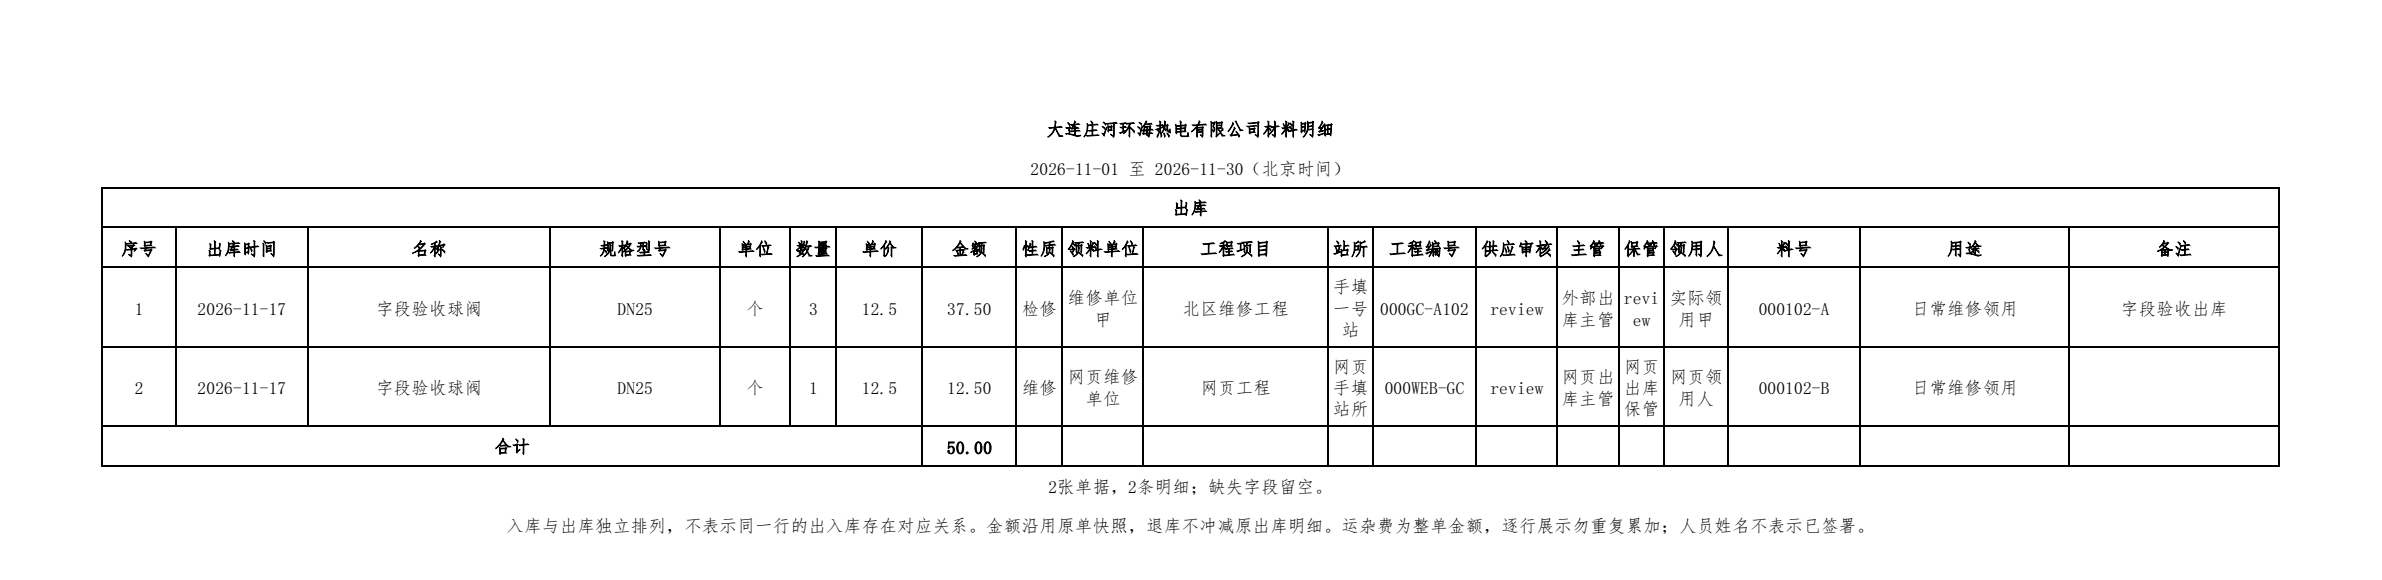 大连庄河环海热电有限公司材料明细
2026-11-01 至 2026-11-30（北京时间）
出库
序号 出库时间 名称 规格型号 单位 数量 单价 金额 性质 领料单位 工程项目 站所 工程编号 供应审核 主管 保管 领用人 料号 用途 备注
1 2026-11-17 字段验收球阀 DN25 个 3 12.5 37.50 检修 维修单位甲 北区维修工程 手填一号站 000GC-A102 review 外部出库主管 review 实际领用甲 000102-A 日常维修领用 字段验收出库
2 2026-11-17 字段验收球阀 DN25 个 1 12.5 12.50 维修 网页维修单位 网页工程 网页手填站所 000WEB-GC review 网页出库主管 网页出库保管 网页领用人 000102-B 日常维修领用
合计 50.00
2张单据，2条明细；缺失字段留空。
入库与出库独立排列，不表示同一行的出入库存在对应关系。金额沿用原单快照，退库不冲减原出库明细。运杂费为整单金额，逐行展示勿重复累加；人员姓名不表示已签署。